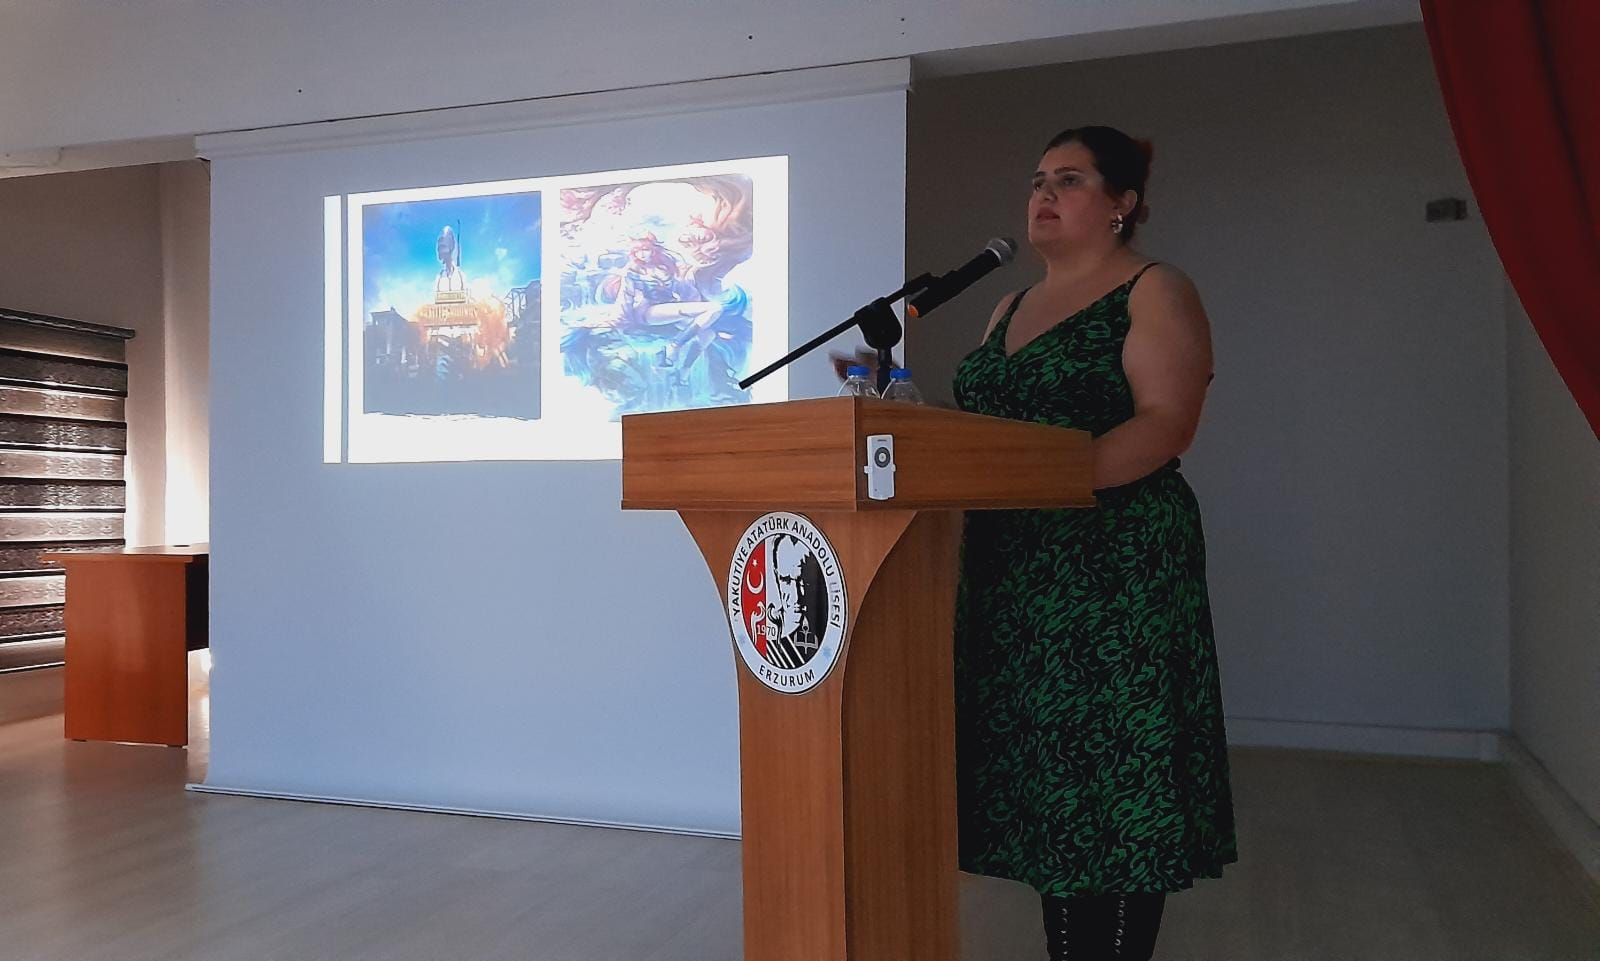 YAKUTİYE ATATÜRK ANADOLU LİSESİ
1970
ERZURUM